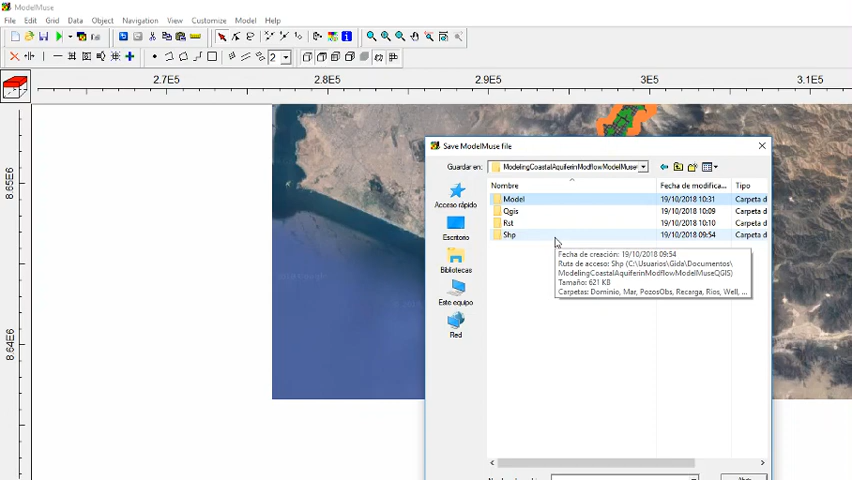 ModelMuse
File Edit Grid Data Object Navigation View Customize Model Help
2
2.7E5 2.8E5 2.9E5 3E5 3.1E5
8.65E6
8.64E6
Save ModelMuse file
Guardar en: ModelingCoastalAquiferinModflowModelMuse
Nombre Fecha de modifica... Tipo
Model 19/10/2018 10:31 Carpeta d
Qgis 19/10/2018 10:09 Carpeta d
Rst 19/10/2018 10:10 Carpeta d
Shp 19/10/2018 09:54 Carpeta d
Acceso rápido
Escritorio
Bibliotecas
Este equipo
Red
Fecha de creación: 19/10/2018 09:54
Ruta de acceso: Shp (C:\Usuarios\Gida\Documentos\
ModelingCoastalAquiferinModflowModelMuseQGIS)
Tamaño: 621 KB
Carpetas: Dominio, Mar, PozosObs, Recarga, Rios, Well, ...